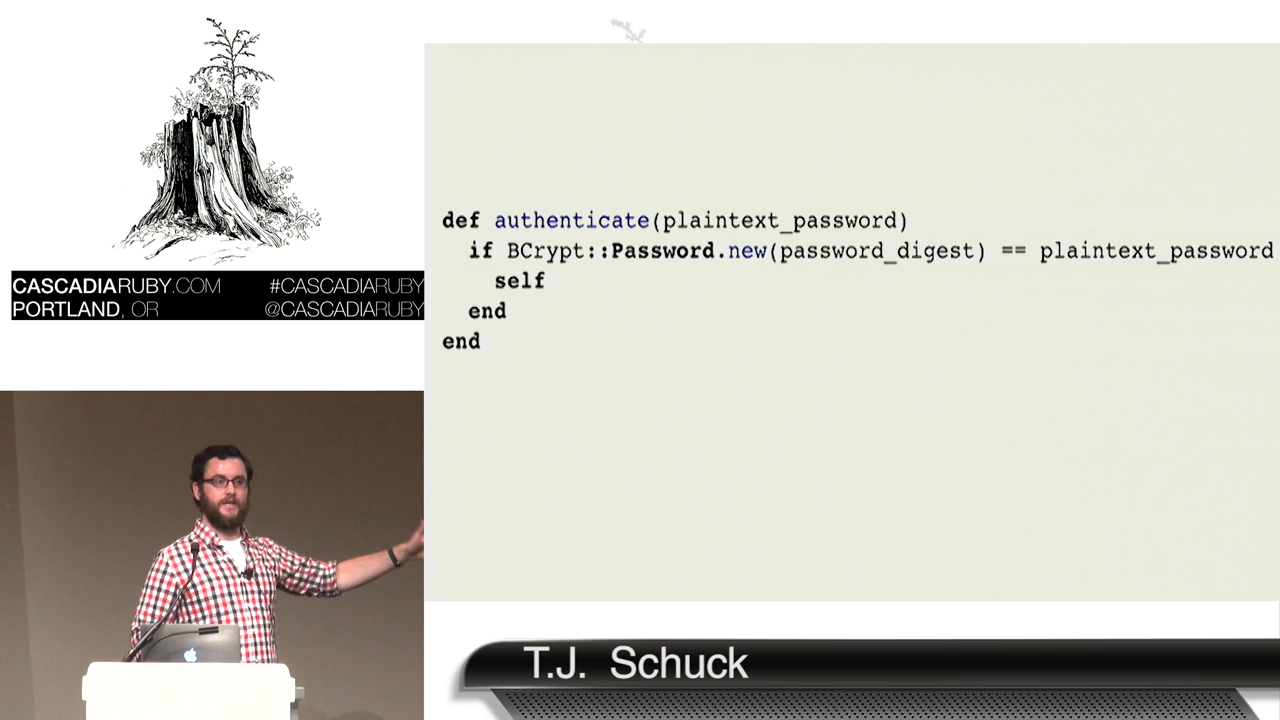 CASCADIARUBY.COM #CASCADIARUBY
PORTLAND, OR @CASCADIARUBY
def authenticate(plaintext_password)
  if BCrypt::Password.new(password_digest) == plaintext_password
    self
  end
end
T.J. Schuck